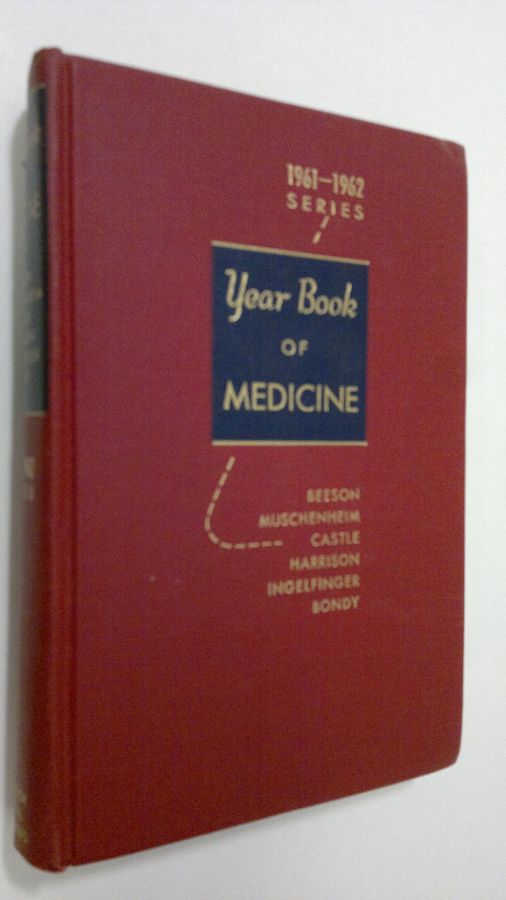 1961–1962
SERIES
Year Book
OF
MEDICINE
BEESON
MUSCHENHEIM
CASTLE
HARRISON
INGELFINGER
BONDY